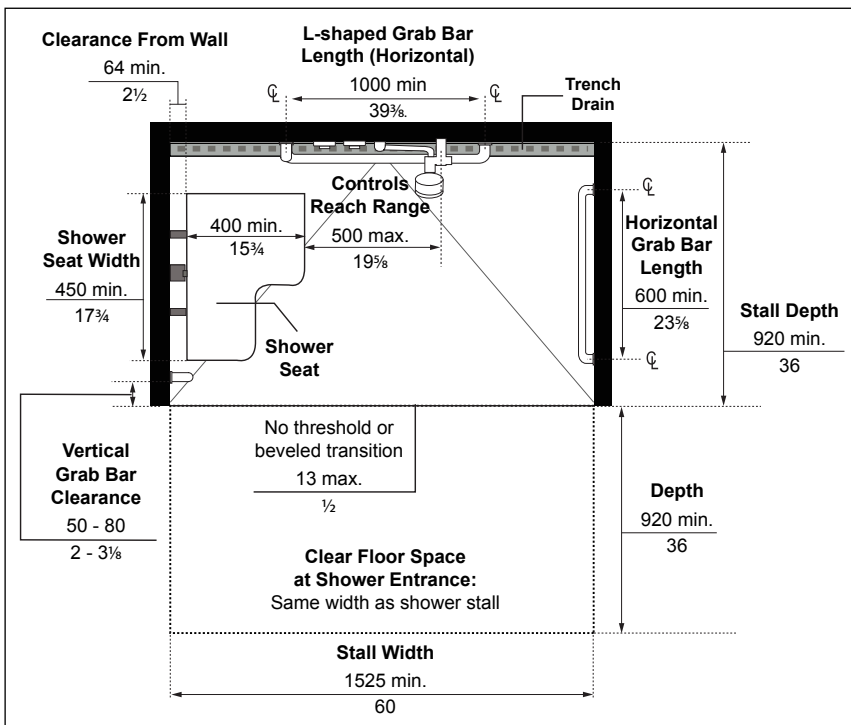 Clearance From Wall
64 min.
2½
L-shaped Grab Bar
Length (Horizontal)
1000 min
39⅜.
℄
℄
Trench
Drain
Controls
Reach Range
500 max.
19⅝
400 min.
15¾
Shower
Seat Width
450 min.
17¾
Shower
Seat
℄
Horizontal
Grab Bar
Length
600 min.
23⅝
℄
Stall Depth
920 min.
36
Vertical
Grab Bar
Clearance
50 - 80
2 - 3⅛
No threshold or
beveled transition
13 max.
½
Depth
920 min.
36
Clear Floor Space
at Shower Entrance:
Same width as shower stall
Stall Width
1525 min.
60